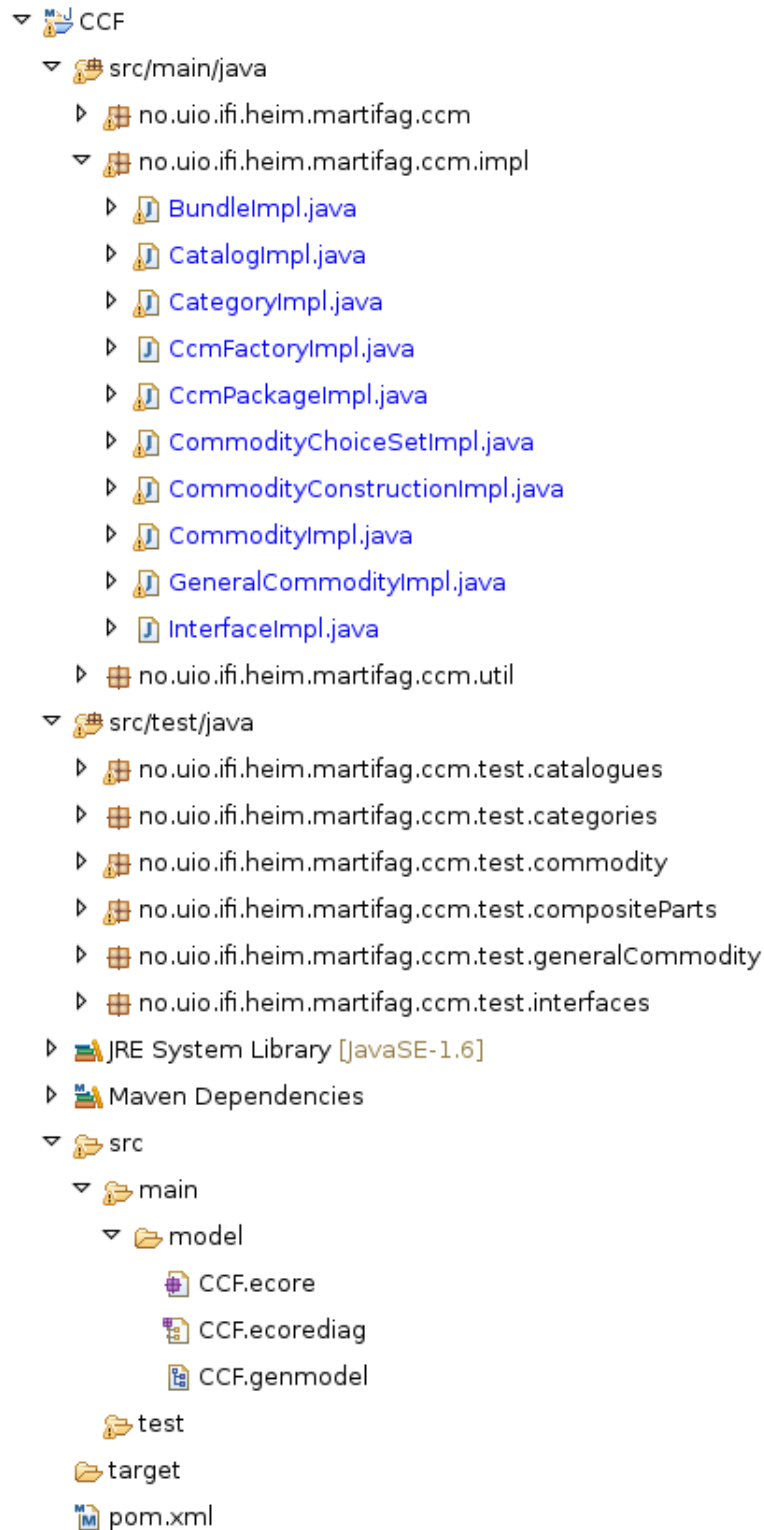 CCF
src/main/java
no.uio.ifi.heim.martifag.ccm
no.uio.ifi.heim.martifag.ccm.impl
BundleImpl.java
CatalogImpl.java
CategoryImpl.java
CcmFactoryImpl.java
CcmPackageImpl.java
CommodityChoiceSetImpl.java
CommodityConstructionImpl.java
CommodityImpl.java
GeneralCommodityImpl.java
InterfaceImpl.java
no.uio.ifi.heim.martifag.ccm.util
src/test/java
no.uio.ifi.heim.martifag.ccm.test.catalogues
no.uio.ifi.heim.martifag.ccm.test.categories
no.uio.ifi.heim.martifag.ccm.test.commodity
no.uio.ifi.heim.martifag.ccm.test.compositeParts
no.uio.ifi.heim.martifag.ccm.test.generalCommodity
no.uio.ifi.heim.martifag.ccm.test.interfaces
JRE System Library [JavaSE-1.6]
Maven Dependencies
src
main
model
CCF.ecore
CCF.ecorediag
CCF.genmodel
test
target
pom.xml